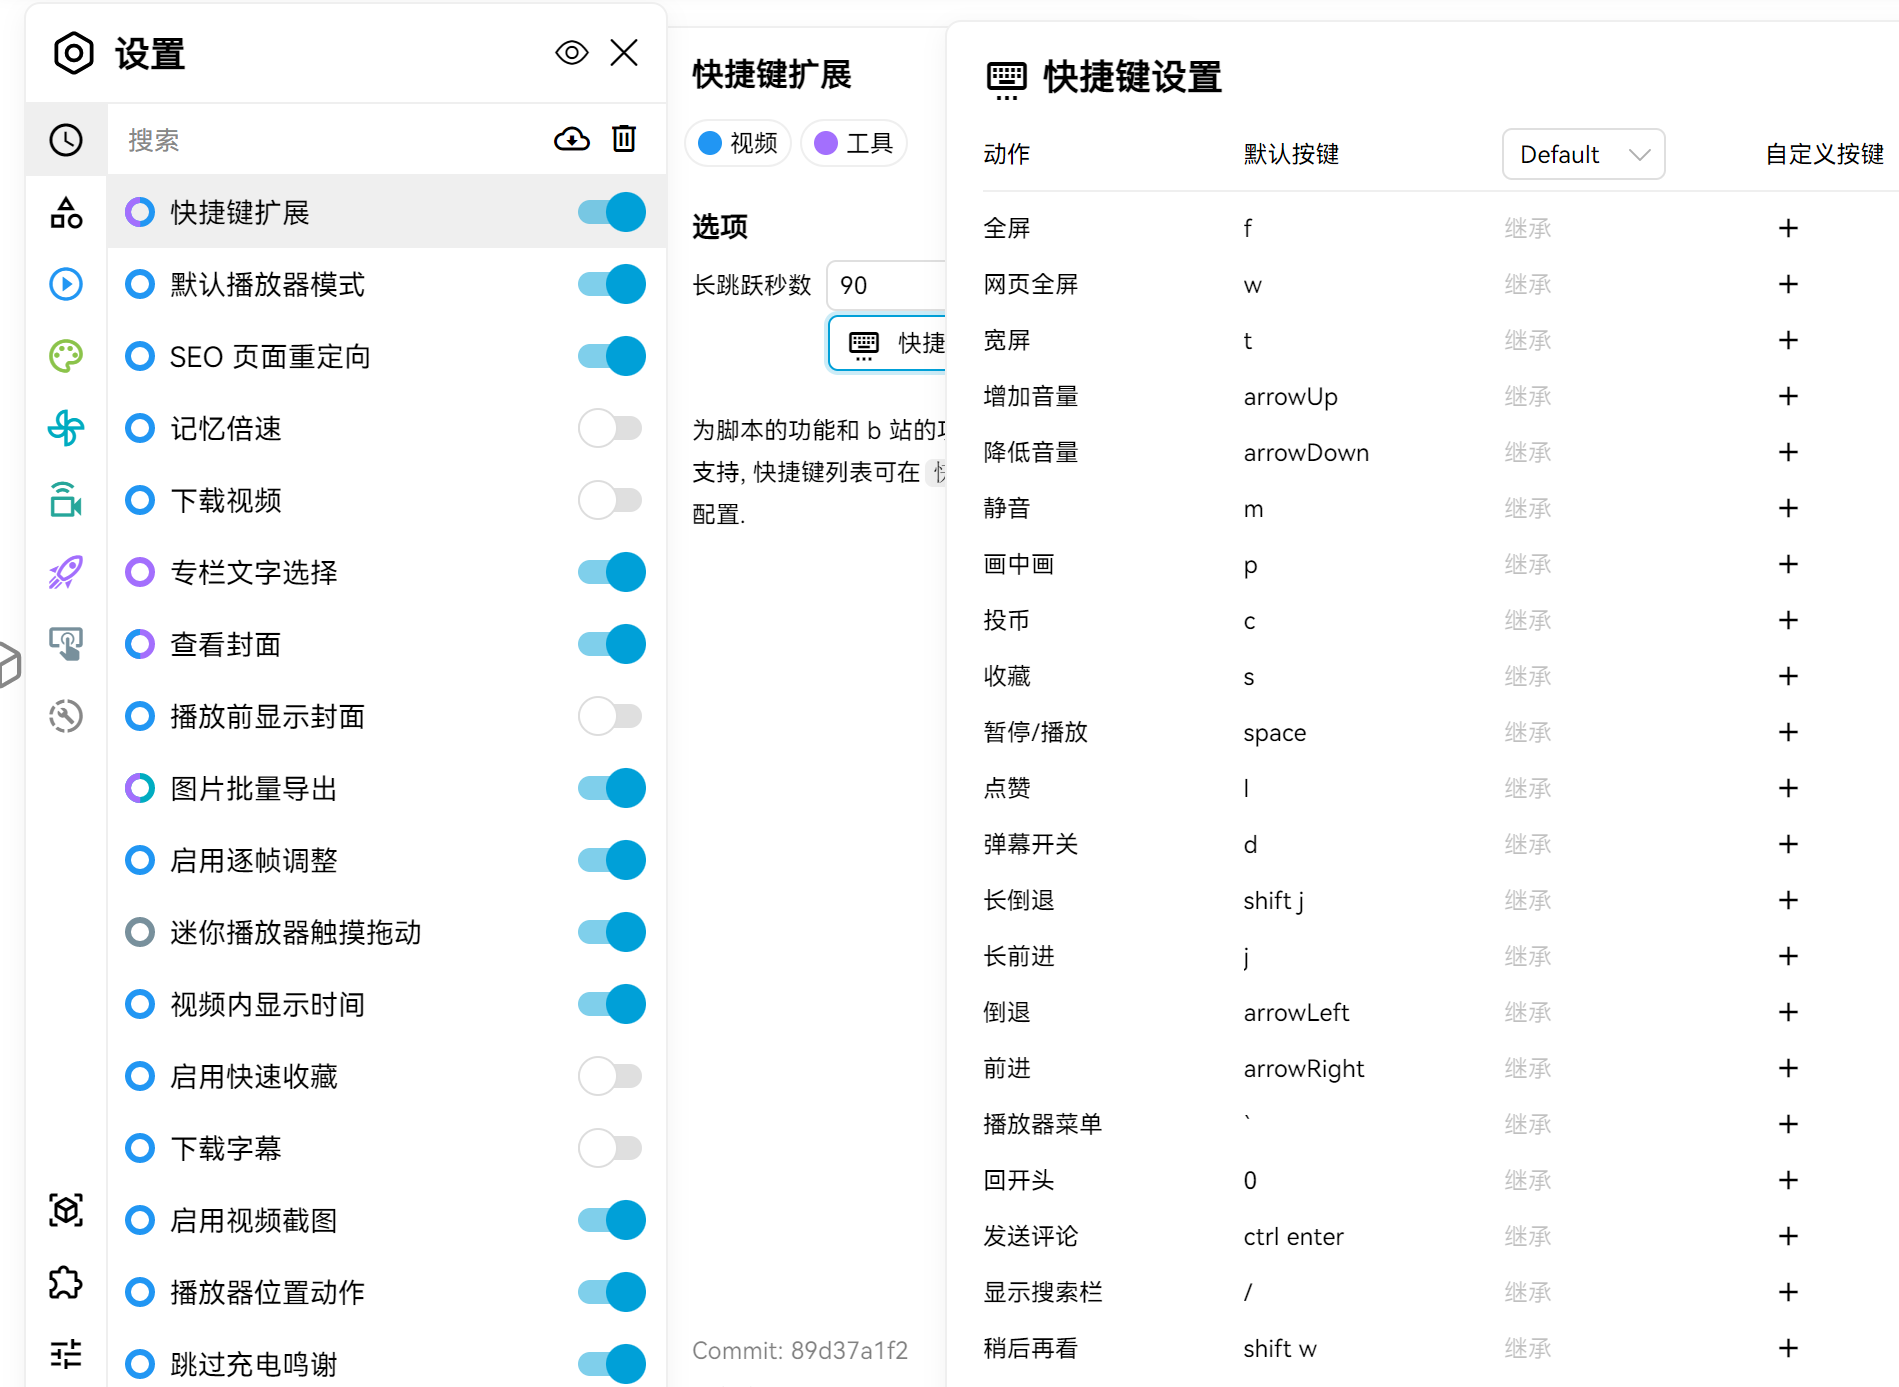 设置
搜索
快捷键扩展
默认播放器模式
SEO 页面重定向
记忆倍速
下载视频
专栏文字选择
查看封面
播放前显示封面
图片批量导出
启用逐帧调整
迷你播放器触摸拖动
视频内显示时间
启用快速收藏
下载字幕
启用视频截图
播放器位置动作
跳过充电鸣谢
快捷键扩展
视频 工具
选项
长跳跃秒数 90
快捷
为脚本的功能和 b 站的
支持, 快捷键列表可在
配置.
Commit: 89d37a1f2
快捷键设置
动作 默认按键 Default 自定义按键
全屏 f 继承 +
网页全屏 w 继承 +
宽屏 t 继承 +
增加音量 arrowUp 继承 +
降低音量 arrowDown 继承 +
静音 m 继承 +
画中画 p 继承 +
投币 c 继承 +
收藏 s 继承 +
暂停/播放 space 继承 +
点赞 l 继承 +
弹幕开关 d 继承 +
长倒退 shift j 继承 +
长前进 j 继承 +
倒退 arrowLeft 继承 +
前进 arrowRight 继承 +
播放器菜单 ` 继承 +
回开头 0 继承 +
发送评论 ctrl enter 继承 +
显示搜索栏 / 继承 +
稍后再看 shift w 继承 +